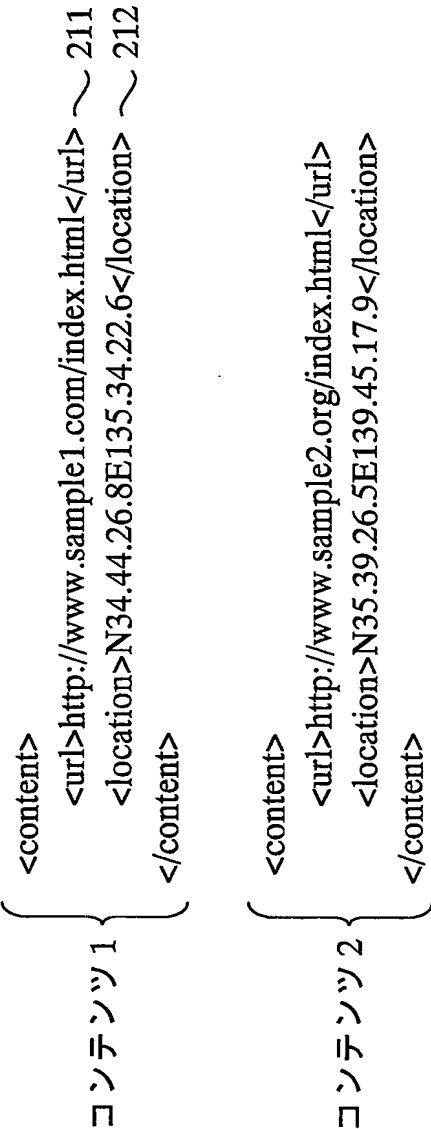 コンテンツ1
<content>
<url>http://www.sample1.com/index.html</url> ～ 211
<location>N34.44.26.8E135.34.22.6</location> ～ 212
</content>
コンテンツ2
<content>
<url>http://www.sample2.org/index.html</url>
<location>N35.39.26.5E139.45.17.9</location>
</content>